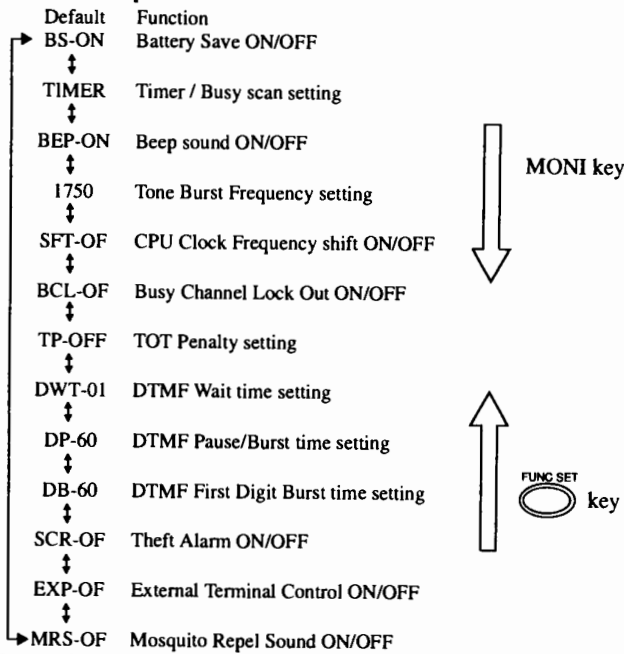 Default Function
BS-ON Battery Save ON/OFF
TIMER Timer / Busy scan setting
BEP-ON Beep sound ON/OFF
MONI key
1750 Tone Burst Frequency setting
SFT-OF CPU Clock Frequency shift ON/OFF
BCL-OF Busy Channel Lock Out ON/OFF
TP-OFF TOT Penalty setting
DWT-01 DTMF Wait time setting
DP-60 DTMF Pause/Burst time setting
FUNC SET
DB-60 DTMF First Digit Burst time setting
key
SCR-OF Theft Alarm ON/OFF
EXP-OF External Terminal Control ON/OFF
MRS-OF Mosquito Repel Sound ON/OFF